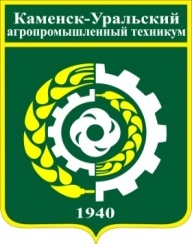 Каменск-Уральский
агропромышленный техникум
1940